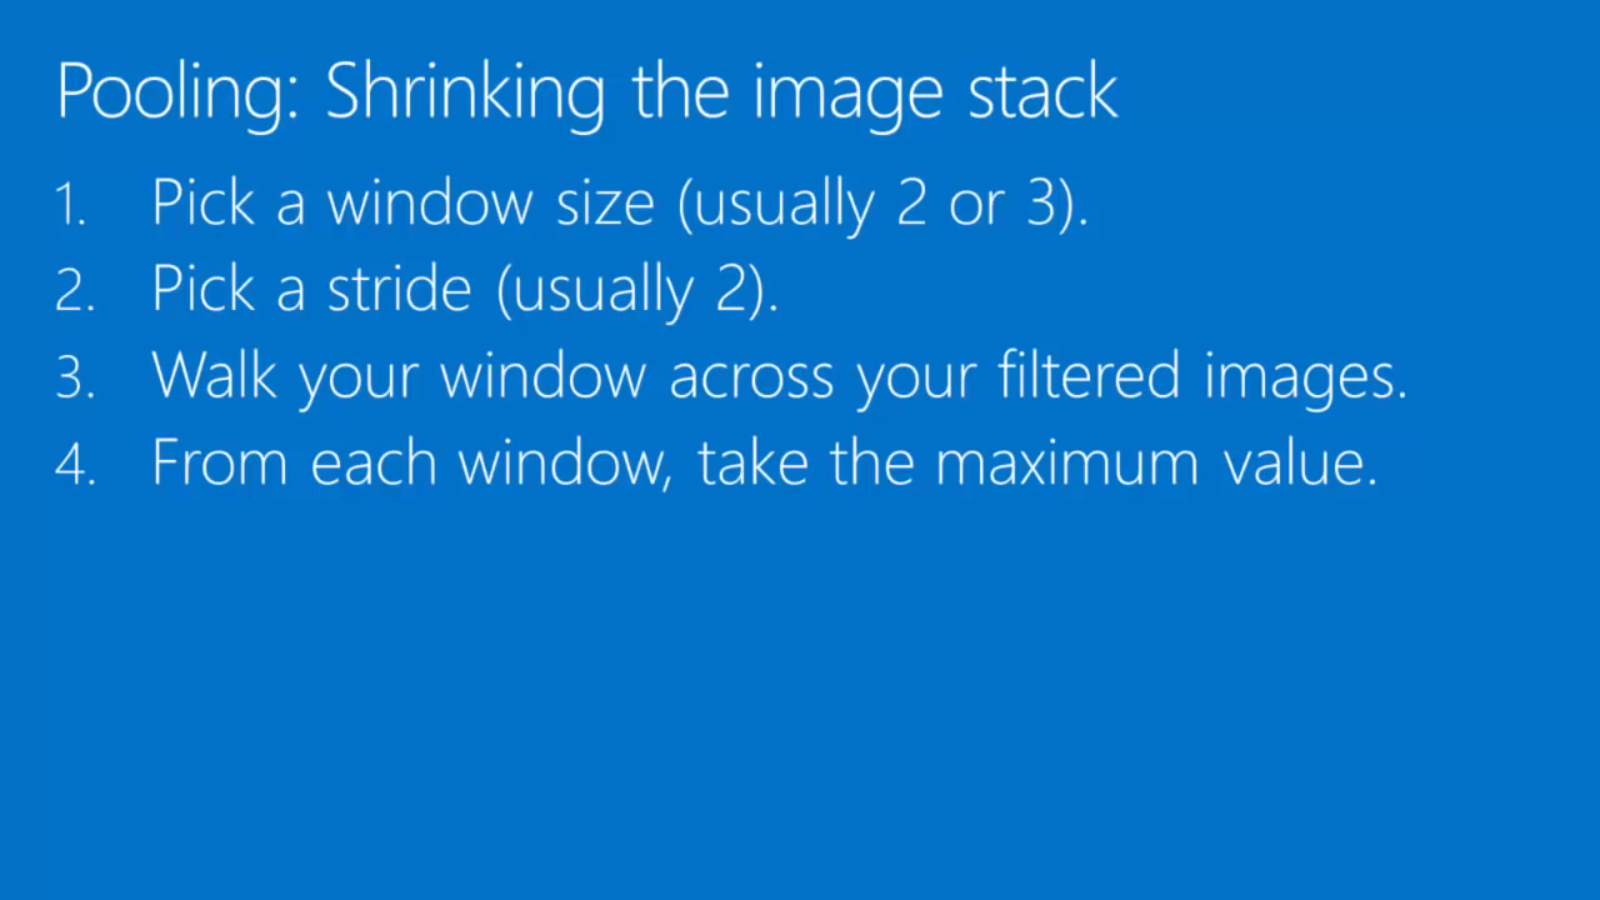 Pooling: Shrinking the image stack
1. Pick a window size (usually 2 or 3).
2. Pick a stride (usually 2).
3. Walk your window across your filtered images.
4. From each window, take the maximum value.